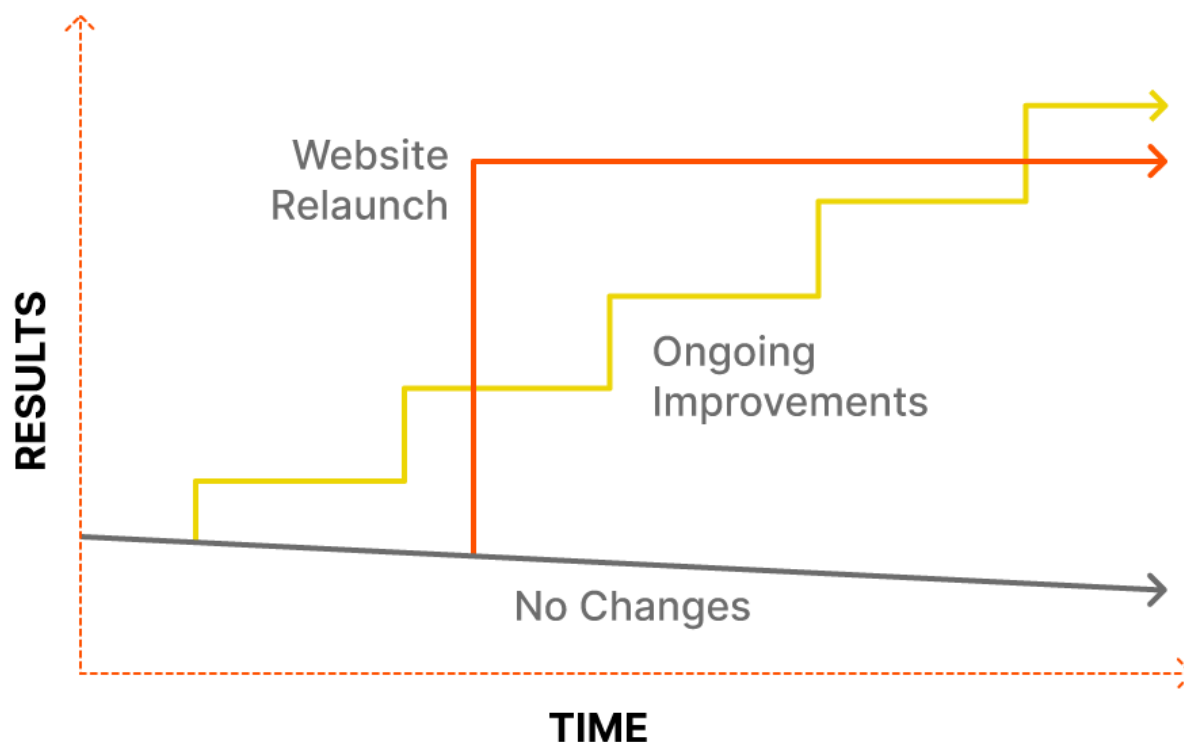 Website
Relaunch
RESULTS
Ongoing
Improvements
No Changes
TIME